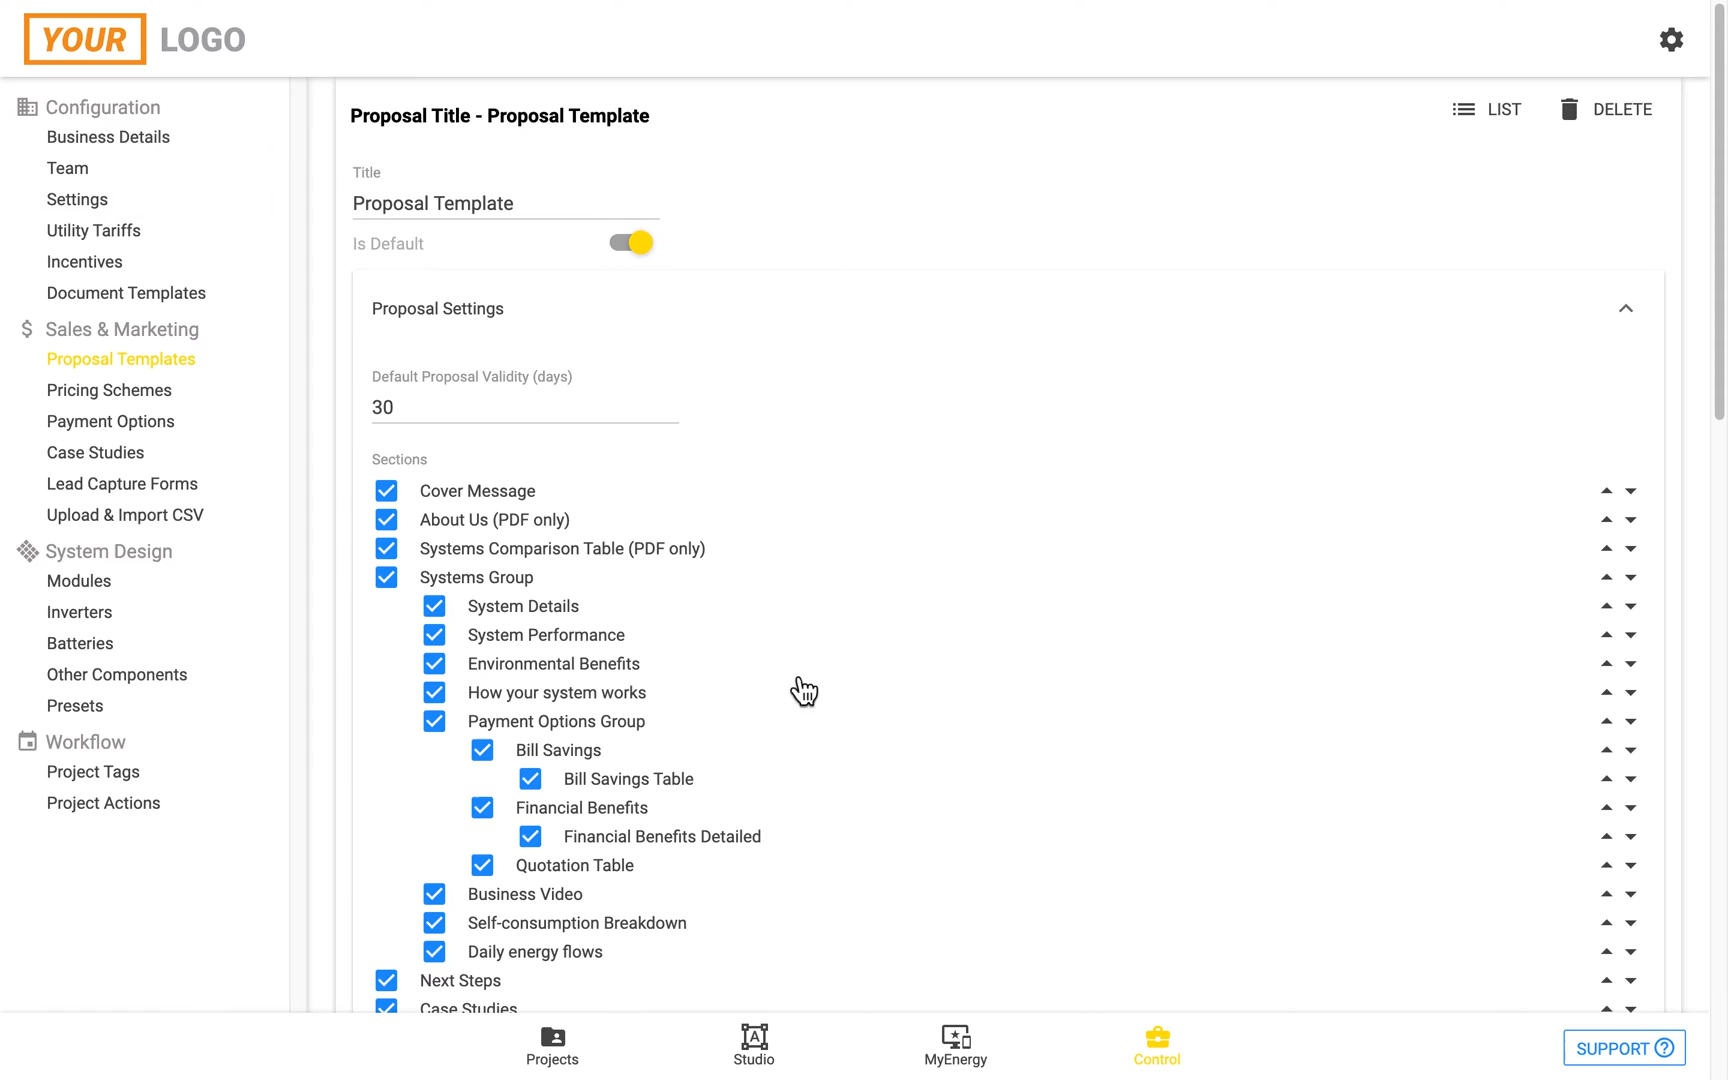 YOUR LOGO
Configuration
Business Details
Team
Settings
Utility Tariffs
Incentives
Document Templates
$ Sales & Marketing
Proposal Templates
Pricing Schemes
Payment Options
Case Studies
Lead Capture Forms
Upload & Import CSV
System Design
Modules
Inverters
Batteries
Other Components
Presets
Workflow
Project Tags
Project Actions
Proposal Title - Proposal Template
LIST
DELETE
Title
Proposal Template
Is Default
Proposal Settings
Default Proposal Validity (days)
30
Sections
Cover Message
About Us (PDF only)
Systems Comparison Table (PDF only)
Systems Group
System Details
System Performance
Environmental Benefits
How your system works
Payment Options Group
Bill Savings
Bill Savings Table
Financial Benefits
Financial Benefits Detailed
Quotation Table
Business Video
Self-consumption Breakdown
Daily energy flows
Next Steps
Case Studies
Projects
A
Studio
MyEnergy
Control
SUPPORT ?